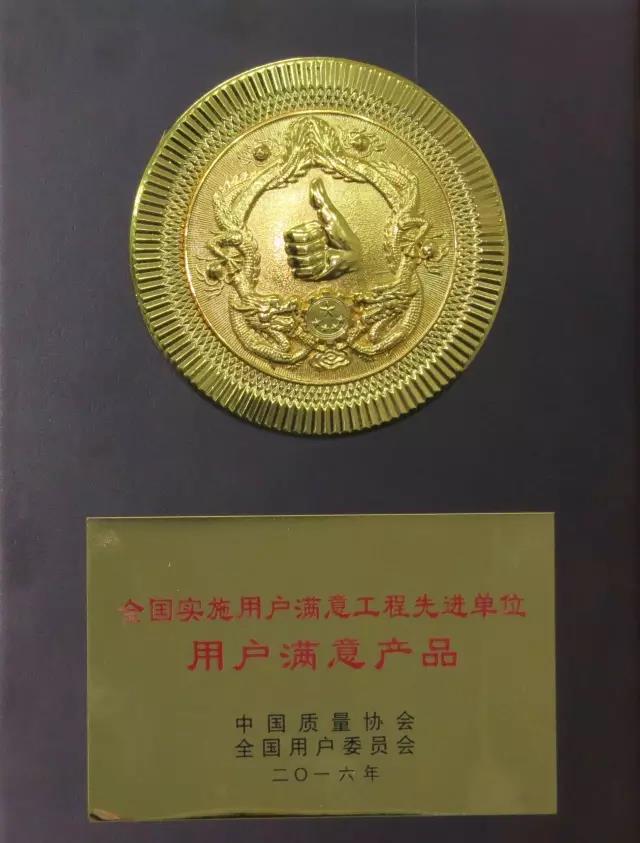 全国实施用户满意工程先进单位
用户满意产品
中国质量协会
全国用户委员会
二〇一六年